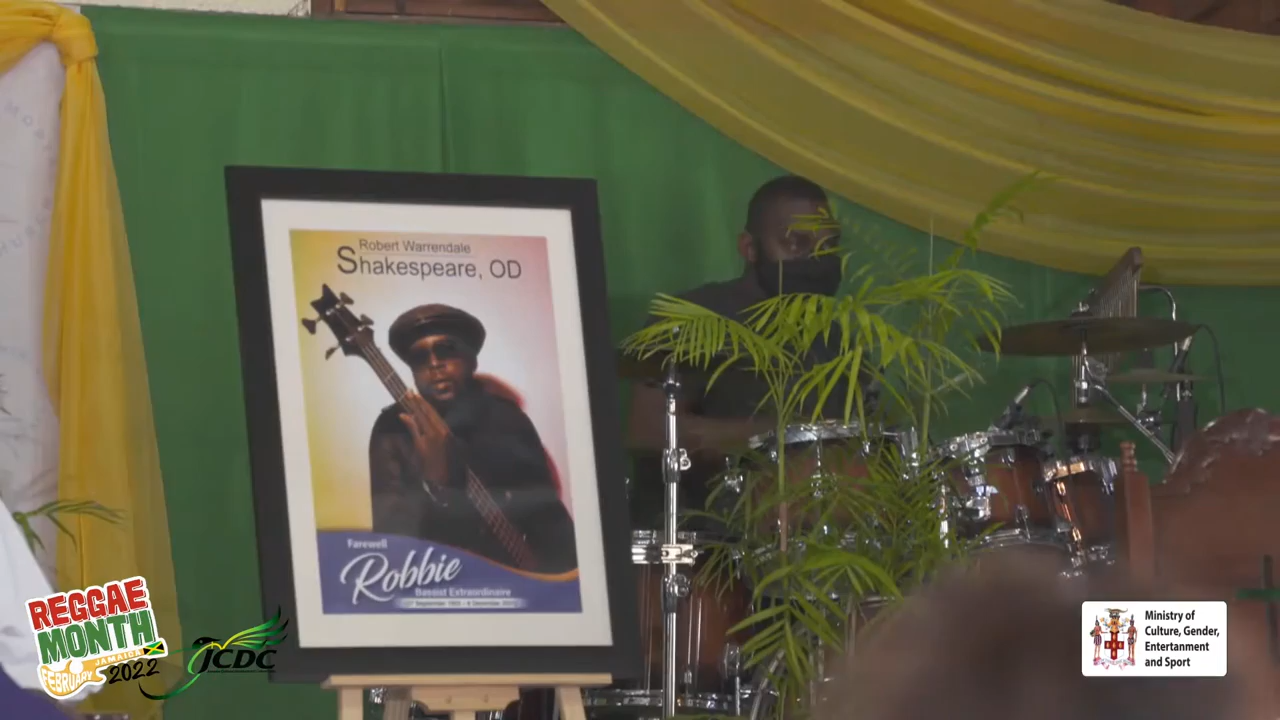 Robert Warrendale
Shakespeare, OD
Farewell
Robbie
Bassist Extraordinaire
REGGAE
MONTH
JAMAICA
FEBRUARY 2022
JCDC
Ministry of
Culture, Gender,
Entertanment
and Sport